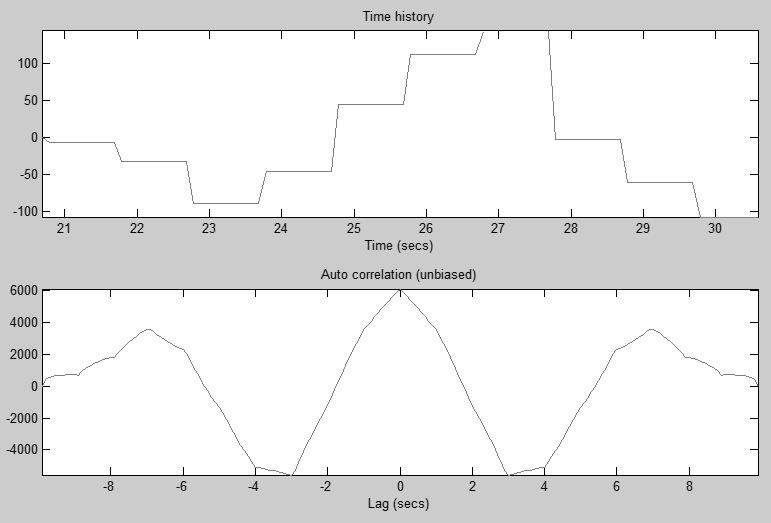 Time history
100
50
0
-50
-100
21 22 23 24 25 26 27 28 29 30
Time (secs)
Auto correlation (unbiased)
6000
4000
2000
0
-2000
-4000
-8 -6 -4 -2 0 2 4 6 8
Lag (secs)